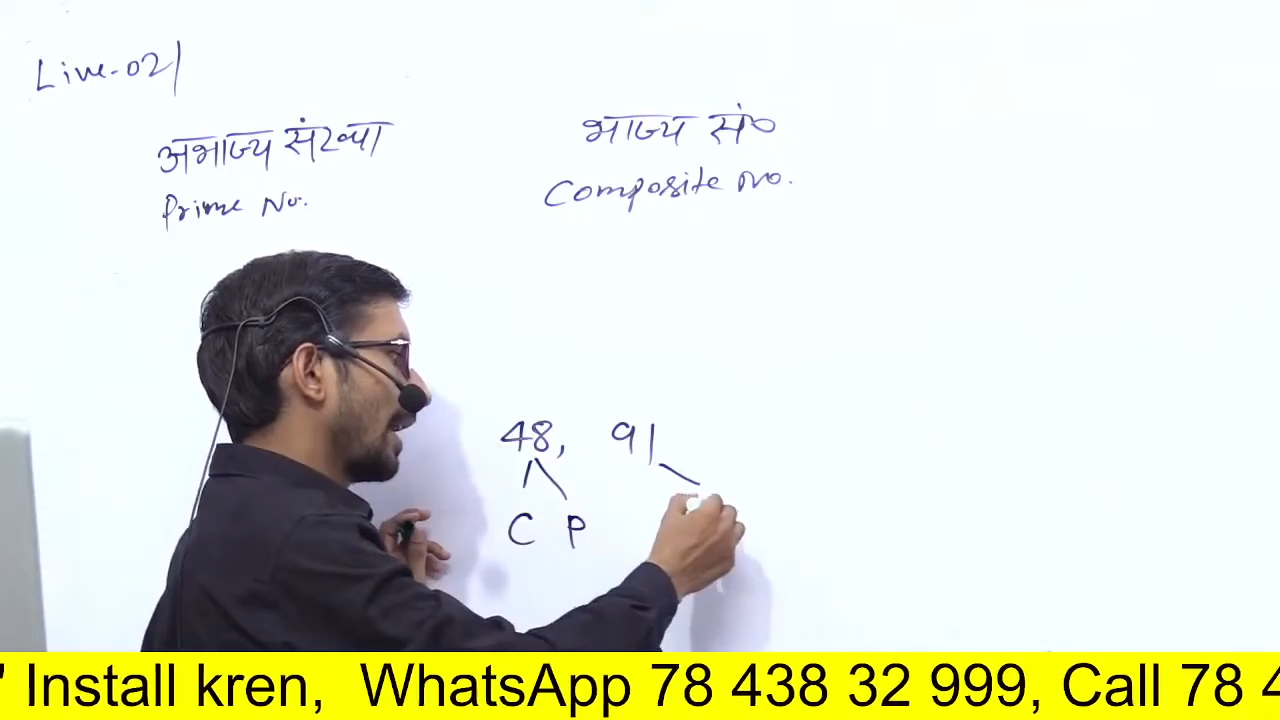 Live-02
अभाज्य संख्या
भाज्य सं०
Prime No.
Composite No.
48, 91
C P
" Install kren, WhatsApp 78 438 32 999, Call 78 4